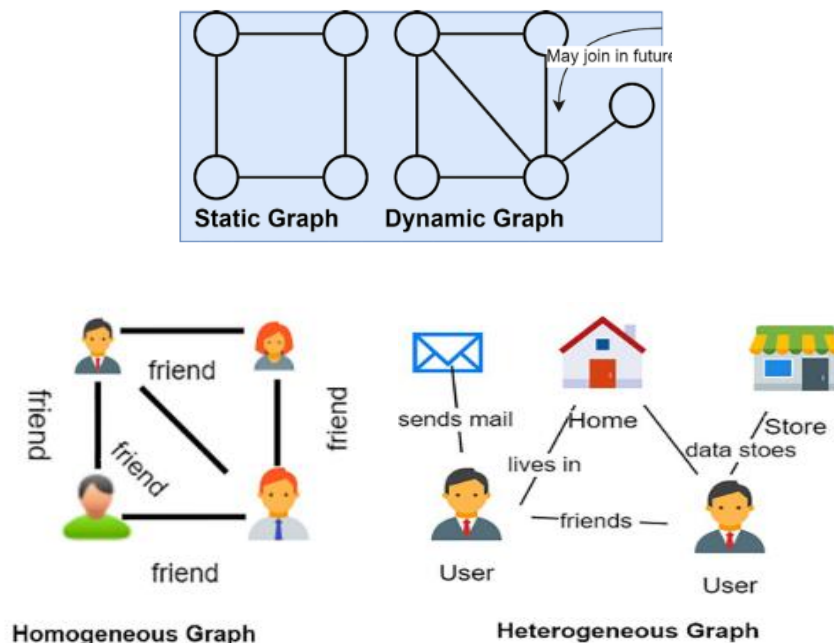 May join in future
Static Graph
Dynamic Graph
friend
friend
friend
friend
friend
Homogeneous Graph
sends mail
Home
Store
lives in
data stoes
friends
User
User
Heterogeneous Graph